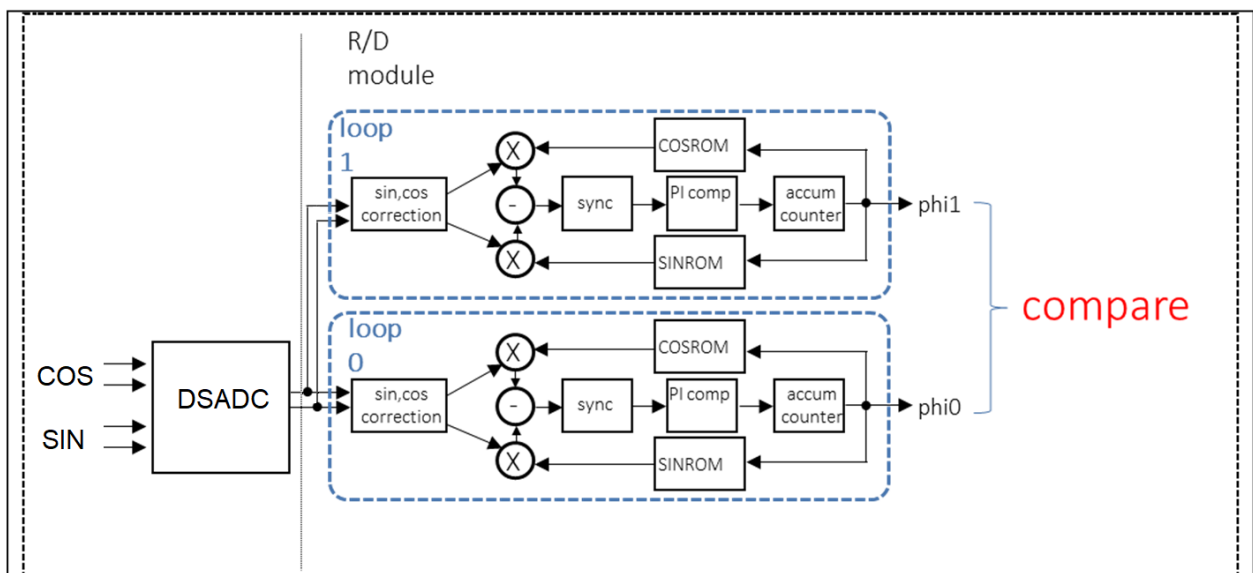 R/D
module
loop
1
COSROM
X
sin,cos
correction
-
sync
PI comp
accum
counter
phi1
X
SINROM
compare
loop
0
X
COSROM
COS
SIN
DSADC
sin,cos
correction
-
sync
PI comp
accum
counter
phi0
X
SINROM